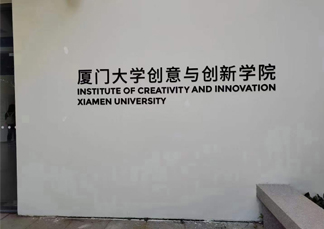 厦门大学创意与创新学院
INSTITUTE OF CREATIVITY AND INNOVATION
XIAMEN UNIVERSITY